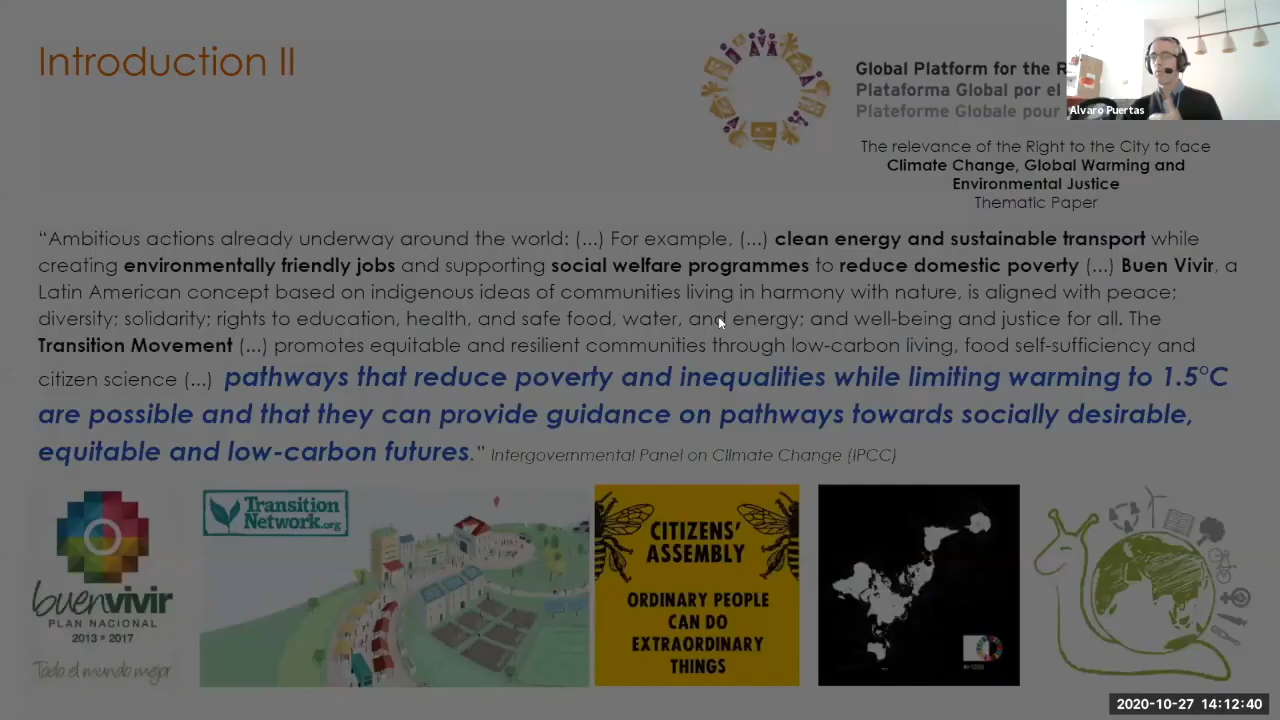 Introduction II
Global Platform for the R
Plataforma Global por el
Plateforme Globale pour
Alvaro Puertas
The relevance of the Right to the City to face
Climate Change, Global Warming and
Environmental Justice
Thematic Paper
“Ambitious actions already underway around the world: (...) For example, (...) clean energy and sustainable transport while
creating environmentally friendly jobs and supporting social welfare programmes to reduce domestic poverty (...) Buen Vivir, a
Latin American concept based on indigenous ideas of communities living in harmony with nature, is aligned with peace;
diversity; solidarity; rights to education, health, and safe food, water, and energy; and well-being and justice for all. The
Transition Movement (...) promotes equitable and resilient communities through low-carbon living, food self-sufficiency and
citizen science (...) pathways that reduce poverty and inequalities while limiting warming to 1.5°C
are possible and that they can provide guidance on pathways towards socially desirable,
equitable and low-carbon futures.” Intergovernmental Panel on Climate Change (IPCC)
buenvivir
PLAN NACIONAL
2013 • 2017
Todo el mundo mejor
Transition
Network.org
CITIZENS’
ASSEMBLY
ORDINARY PEOPLE
CAN DO
EXTRAORDINARY
THINGS
2020-10-27 14:12:40